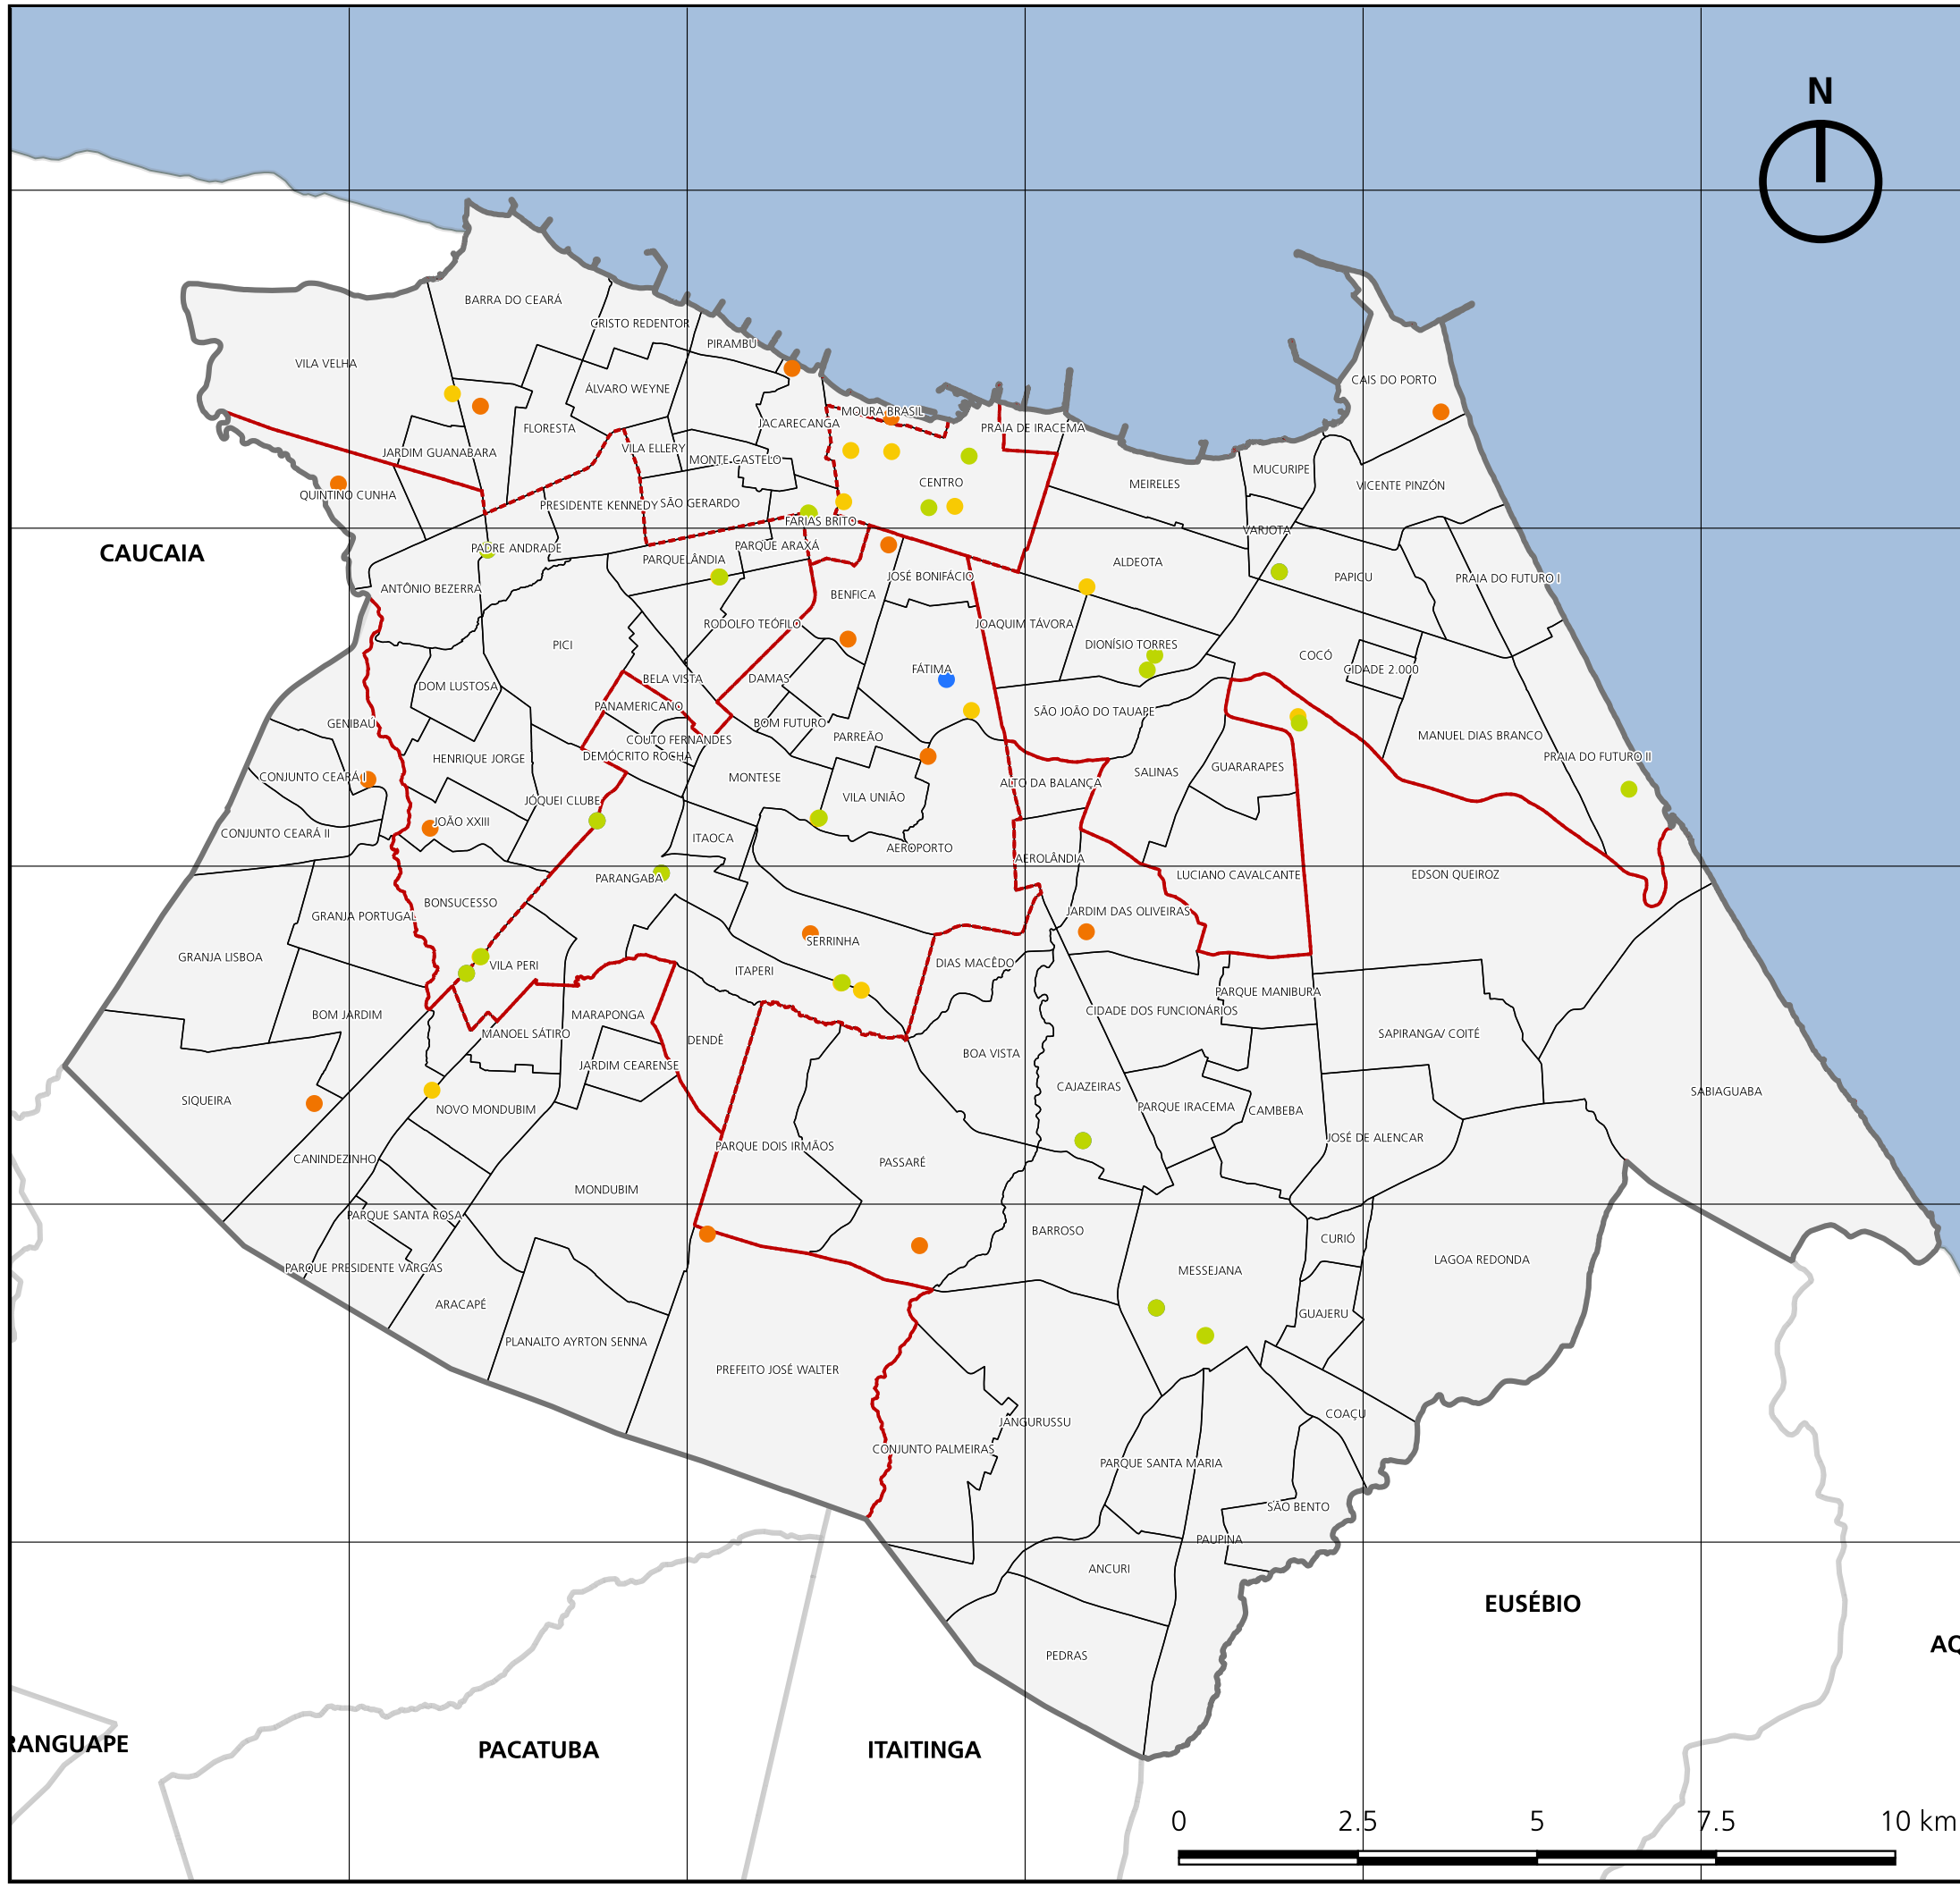 N
BARRA DO CEARÁ
CRISTO REDENTOR
PIRAMBÚ
VILA VELHA
CAIS DO PORTO
ÁLVARO WEYNE
MOURA BRASIL
JACARECANGA
FLORESTA
PRAIA DE IRACEMA
VILA ELLERY
JARDIM GUANABARA
MONTE CASTELO
MUCURIPE
CENTRO
MEIRELES
VICENTE PINZÓN
QUINTINO CUNHA
PRESIDENTE KENNEDY
SÃO GERARDO
FARIAS BRITO
VARJOTA
CAUCAIA
PADRE ANDRADE
PARQUE ARAXÁ
PARQUELÂNDIA
ALDEOTA
JOSÉ BONIFÁCIO
PAPICU
PRAIA DO FUTURO I
ANTÔNIO BEZERRA
BENFICA
RODOLFO TEÓFILO
JOAQUIM TÁVORA
PICI
DIONÍSIO TORRES
COCÓ
CIDADE 2.000
FÁTIMA
BELA VISTA
DAMAS
DOM LUSTOSA
PANAMERICANO
SÃO JOÃO DO TAUAPE
GENIBAÚ
BOM FUTURO
PARREÃO
MANUEL DIAS BRANCO
COUTO FERNANDES
DEMÓCRITO ROCHA
HENRIQUE JORGE
PRAIA DO FUTURO II
GUARARAPES
SALINAS
CONJUNTO CEARÁ I
MONTESE
ALTO DA BALANÇA
VILA UNIÃO
JÓQUEI CLUBE
JOÃO XXIII
CONJUNTO CEARÁ II
ITAOCA
AEROPORTO
AEROLÂNDIA
PARANGABA
LUCIANO CAVALCANTE
EDSON QUEIROZ
BONSUCESSO
GRANJA PORTUGAL
JARDIM DAS OLIVEIRAS
SERRINHA
GRANJA LISBOA
VILA PERI
ITAPERI
DIAS MACÊDO
PARQUE MANIBURA
BOM JARDIM
MARAPONGA
CIDADE DOS FUNCIONÁRIOS
MANOEL SÁTIRO
DENDÊ
SAPIRANGA/ COITÉ
BOA VISTA
JARDIM CEARENSE
CAJAZEIRAS
SABIAGUABA
SIQUEIRA
NOVO MONDUBIM
PARQUE IRACEMA
CAMBEBA
JOSÉ DE ALENCAR
PARQUE DOIS IRMÃOS
CANINDEZINHO
PASSARÉ
MONDUBIM
PARQUE SANTA ROSA
BARROSO
CURIÓ
LAGOA REDONDA
PARQUE PRESIDENTE VARGAS
MESSEJANA
ARACAPÉ
GUAJERU
PLANALTO AYRTON SENNA
PREFEITO JOSÉ WALTER
COAÇU
JANGURUSSU
CONJUNTO PALMEIRAS
PARQUE SANTA MARIA
SÃO BENTO
PAUPINA
ANCURI
EUSÉBIO
AQ
PEDRAS
RANGUAPE
PACATUBA
ITAITINGA
0 2.5 5 7.5 10 km